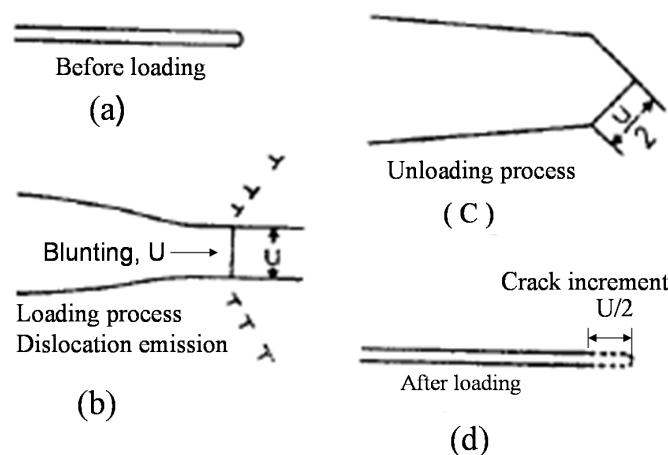 Before loading
(a)
U/2
Unloading process
( C )
Blunting, U
U
Loading process
Dislocation emission
(b)
Crack increment
U/2
After loading
(d)